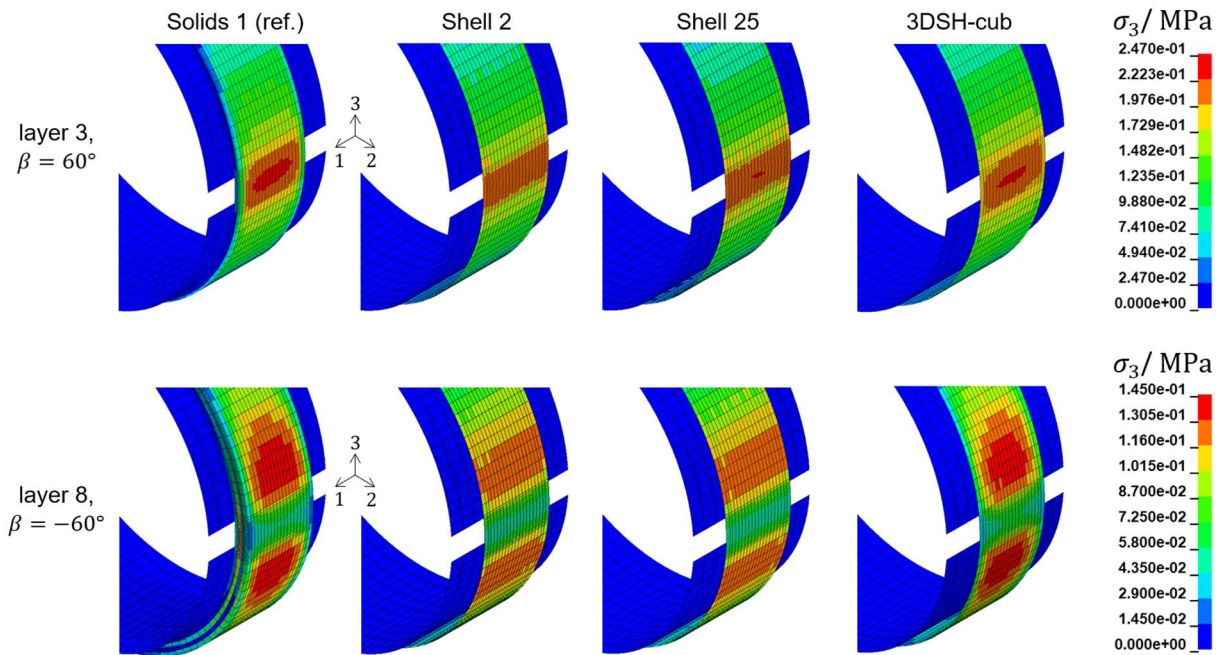 Solids 1 (ref.) Shell 2 Shell 25 3DSH-cub σ₃/ MPa
2.470e-01
2.223e-01
1.976e-01
1.729e-01
1.482e-01
1.235e-01
9.880e-02
7.410e-02
4.940e-02
2.470e-02
0.000e+00
layer 3,
β = 60°
3
1 2
σ₃/ MPa
1.450e-01
1.305e-01
1.160e-01
1.015e-01
8.700e-02
7.250e-02
5.800e-02
4.350e-02
2.900e-02
1.450e-02
0.000e+00
layer 8,
β = −60°
3
1 2